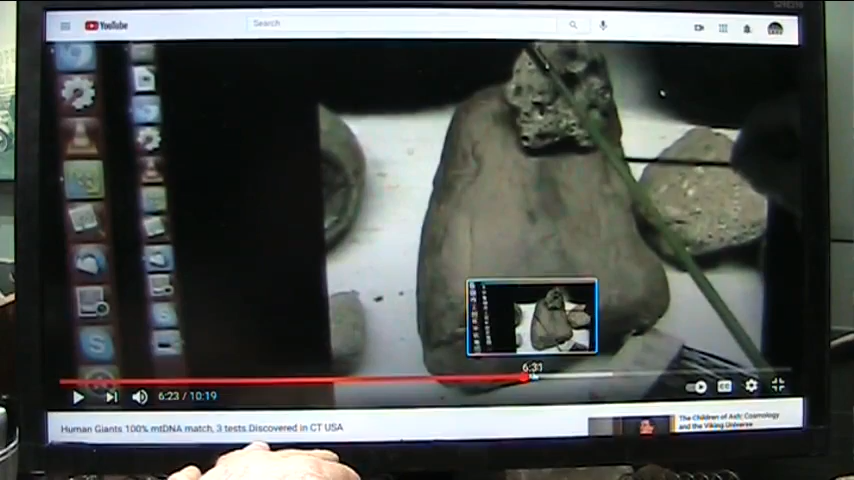 YouTube
Search
6:31
6:23 / 10:19
CC
Human Giants 100% mtDNA match, 3 tests.Discovered in CT USA
The Children of Ash: Cosmology
and the Viking Universe